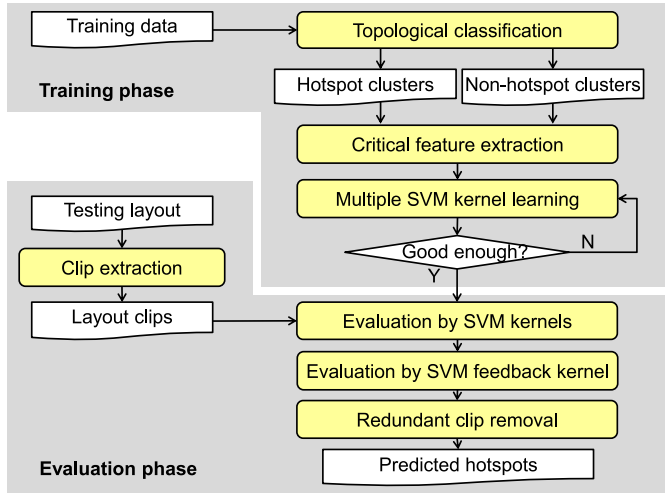 Training data
Topological classification
Training phase
Hotspot clusters
Non-hotspot clusters
Critical feature extraction
Multiple SVM kernel learning
Good enough?
N
Y
Testing layout
Clip extraction
Layout clips
Evaluation by SVM kernels
Evaluation by SVM feedback kernel
Redundant clip removal
Predicted hotspots
Evaluation phase